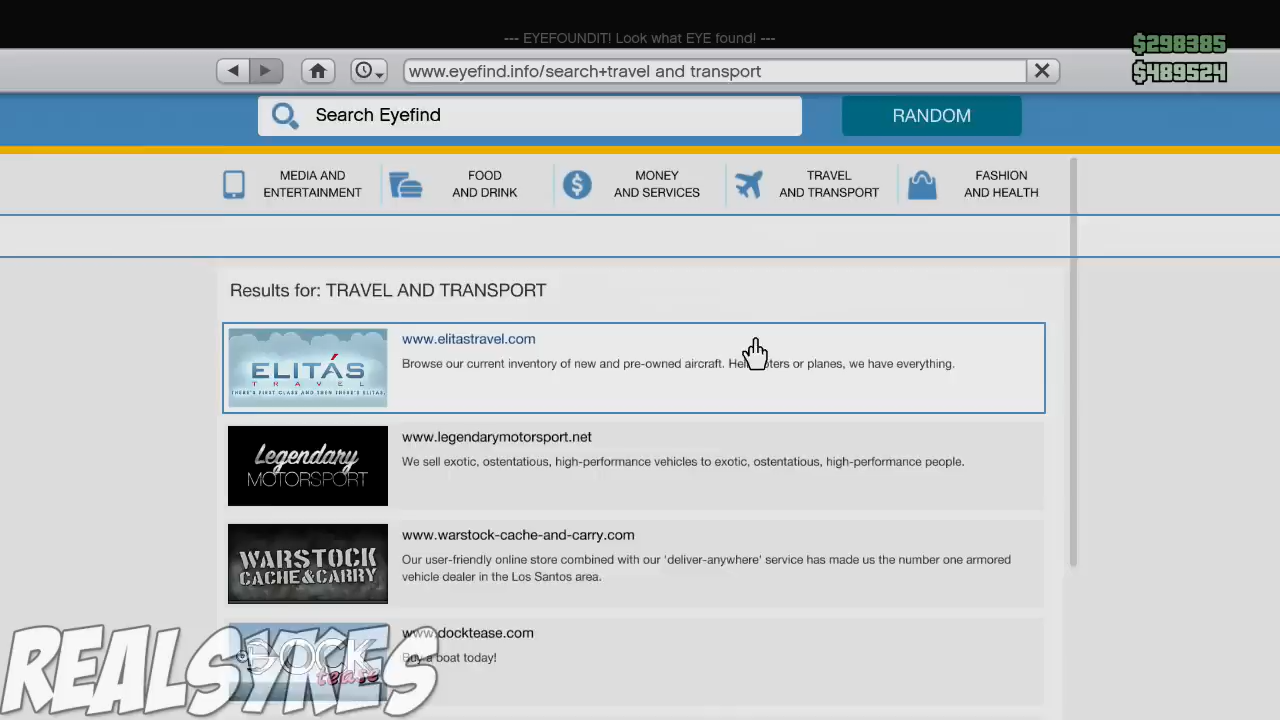 --- EYEFOUNDIT! Look what EYE found! ---
$298385
www.eyefind.info/search+travel and transport
$489524
Search Eyefind
RANDOM
MEDIA AND
ENTERTAINMENT
FOOD
AND DRINK
MONEY
AND SERVICES
TRAVEL
AND TRANSPORT
FASHION
AND HEALTH
Results for: TRAVEL AND TRANSPORT
ELITÁS
TRAVEL
THERE'S FIRST CLASS AND THEN THERE'S ELITAS.
www.elitastravel.com
Browse our current inventory of new and pre-owned aircraft. or planes, we have everything.
Legendary
MOTORSPORT
www.legendarymotorsport.net
We sell exotic, ostentatious, high-performance vehicles to exotic, ostentatious, high-performance people.
WARSTOCK
CACHE & CARRY
www.warstock-cache-and-carry.com
Our user-friendly online store combined with our 'deliver-anywhere' service has made us the number one armored
vehicle dealer in the Los Santos area.
DOCK
tease
www.docktease.com
Buy a boat today!
REALSYKES